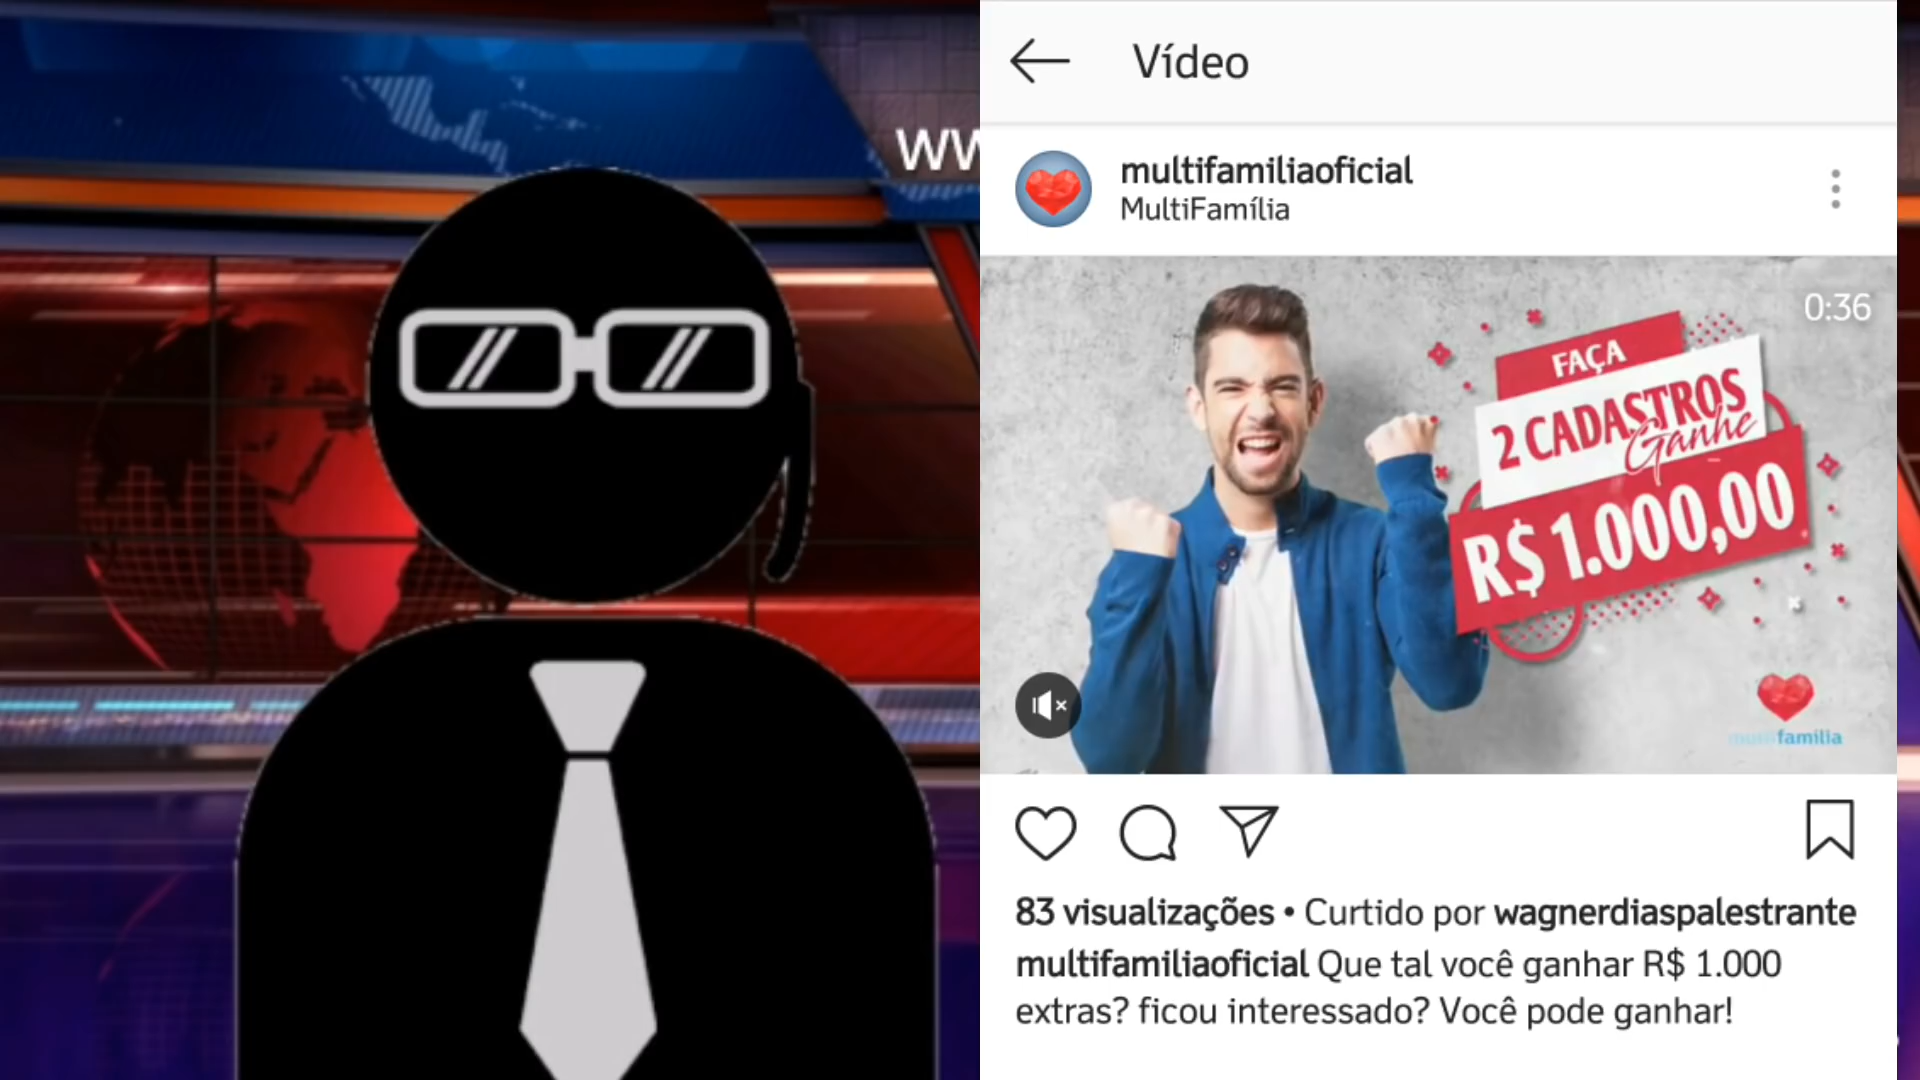 WW
Vídeo
multifamiliaoficial
MultiFamília
0:36
FAÇA
2 CADASTROS
Ganhe
R$ 1.000,00
multifamilia
83 visualizações • Curtido por wagnerdiaspalestrante
multifamiliaoficial Que tal você ganhar R$ 1.000
extras? ficou interessado? Você pode ganhar!